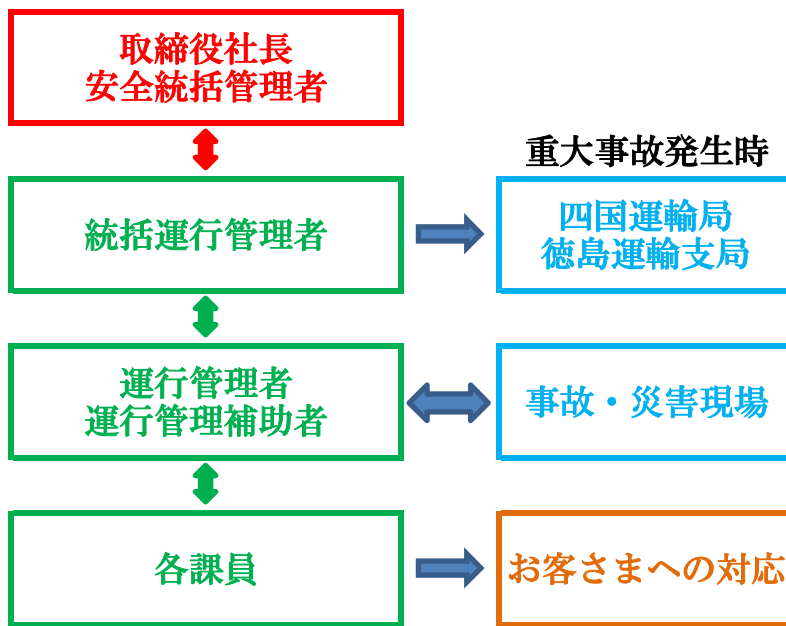 取締役社長
安全統括管理者
重大事故発生時
統括運行管理者
四国運輸局
徳島運輸支局
運行管理者
運行管理補助者
事故・災害現場
各課員
お客さまへの対応